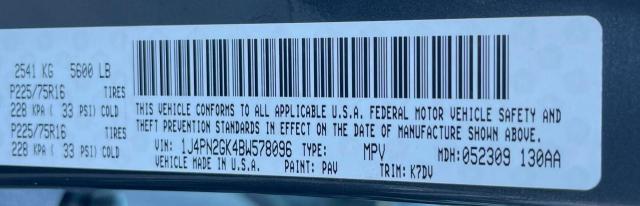 2541 KG 5600 LB
P225/75R16 TIRES
228 KPA ( 33 PSI) COLD
P225/75R16 TIRES
228 KPA ( 33 PSI) COLD
THIS VEHICLE CONFORMS TO ALL APPLICABLE U.S.A. FEDERAL MOTOR VEHICLE SAFETY AND
THEFT PREVENTION STANDARDS IN EFFECT ON THE DATE OF MANUFACTURE SHOWN ABOVE.
VIN: 1J4PN2GK4BW578096 TYPE: MPV MDH:052309 130AA
VEHICLE MADE IN U.S.A. PAINT: PAV TRIM: K7DV